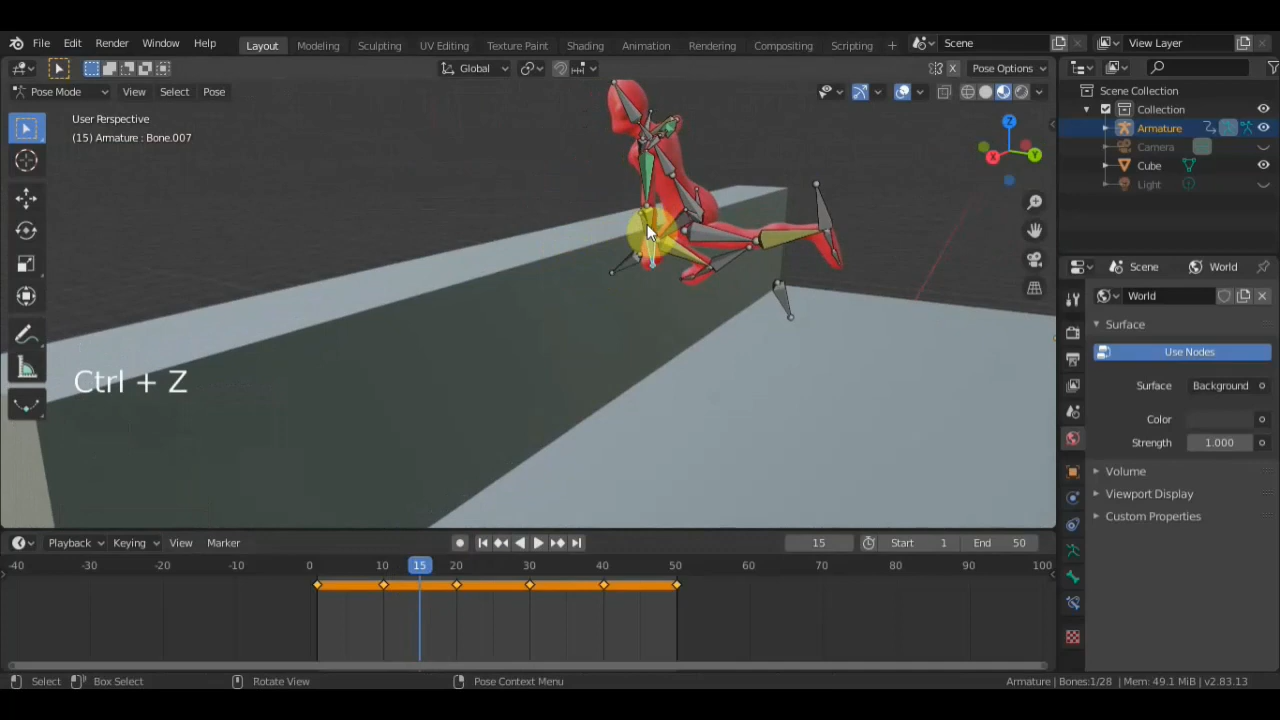 File Edit Render Window Help Layout Modeling Sculpting UV Editing Texture Paint Shading Animation Rendering Compositing Scripting + Scene View Layer
Global Pose Options
Pose Mode View Select Pose
User Perspective
(15) Armature : Bone.007
Z
X
Y
Scene Collection
Collection
Armature
Camera
Cube
Light
Scene World
World
Surface
Use Nodes
Surface Background
Color
Strength 1.000
Volume
Viewport Display
Custom Properties
Ctrl + Z
Playback Keying View Marker 15 Start 1 End 50
-40 -30 -20 -10 0 10 15 20 30 40 50 60 70 80 90 100
Select Box Select Rotate View Pose Context Menu Armature | Bones:1/28 | Mem: 49.1 MiB | v2.83.13